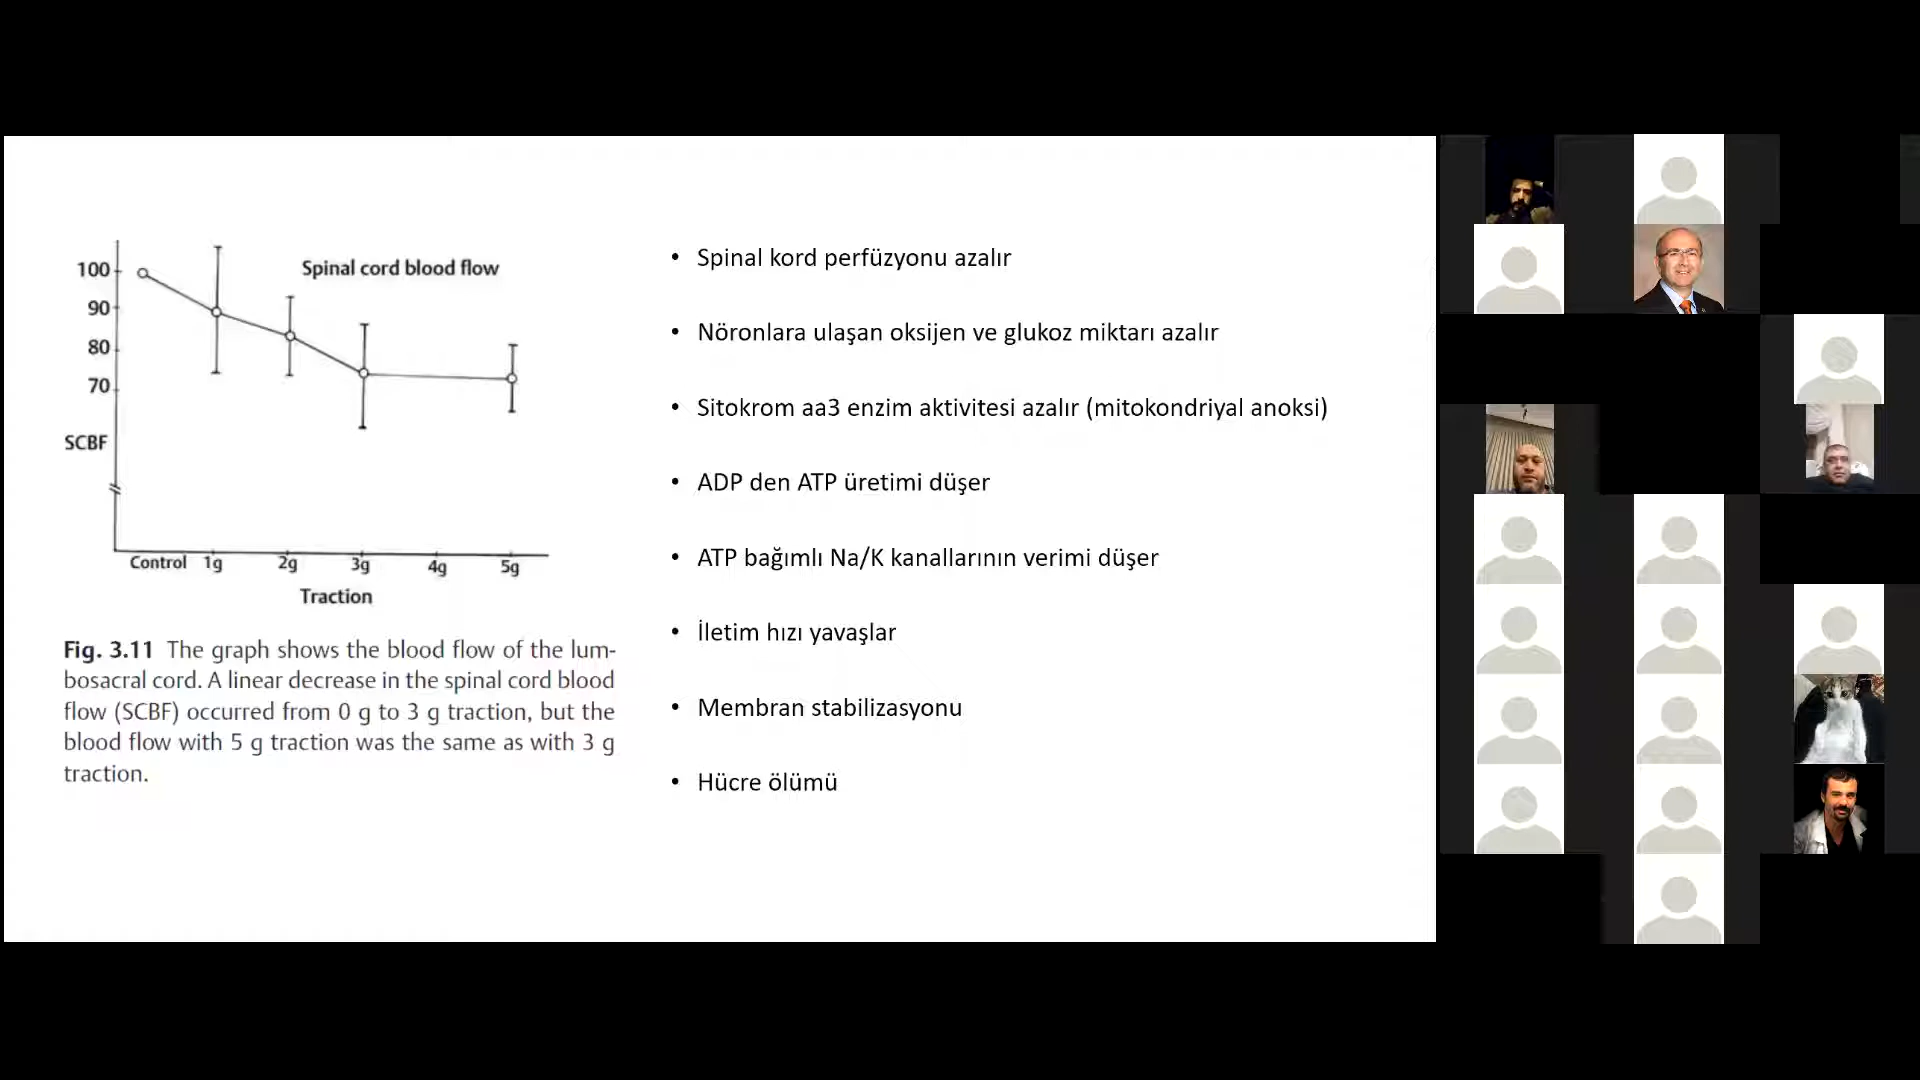 Spinal cord blood flow
100
90
80
70
SCBF
Control 1g 2g 3g 4g 5g
Traction
Fig. 3.11 The graph shows the blood flow of the lum-
bosacral cord. A linear decrease in the spinal cord blood
flow (SCBF) occurred from 0 g to 3 g traction, but the
blood flow with 5 g traction was the same as with 3 g
traction.
• Spinal kord perfüzyonu azalır
• Nöronlara ulaşan oksijen ve glukoz miktarı azalır
• Sitokrom aa3 enzim aktivitesi azalır (mitokondriyal anoksi)
• ADP den ATP üretimi düşer
• ATP bağımlı Na/K kanallarının verimi düşer
• İletim hızı yavaşlar
• Membran stabilizasyonu
• Hücre ölümü